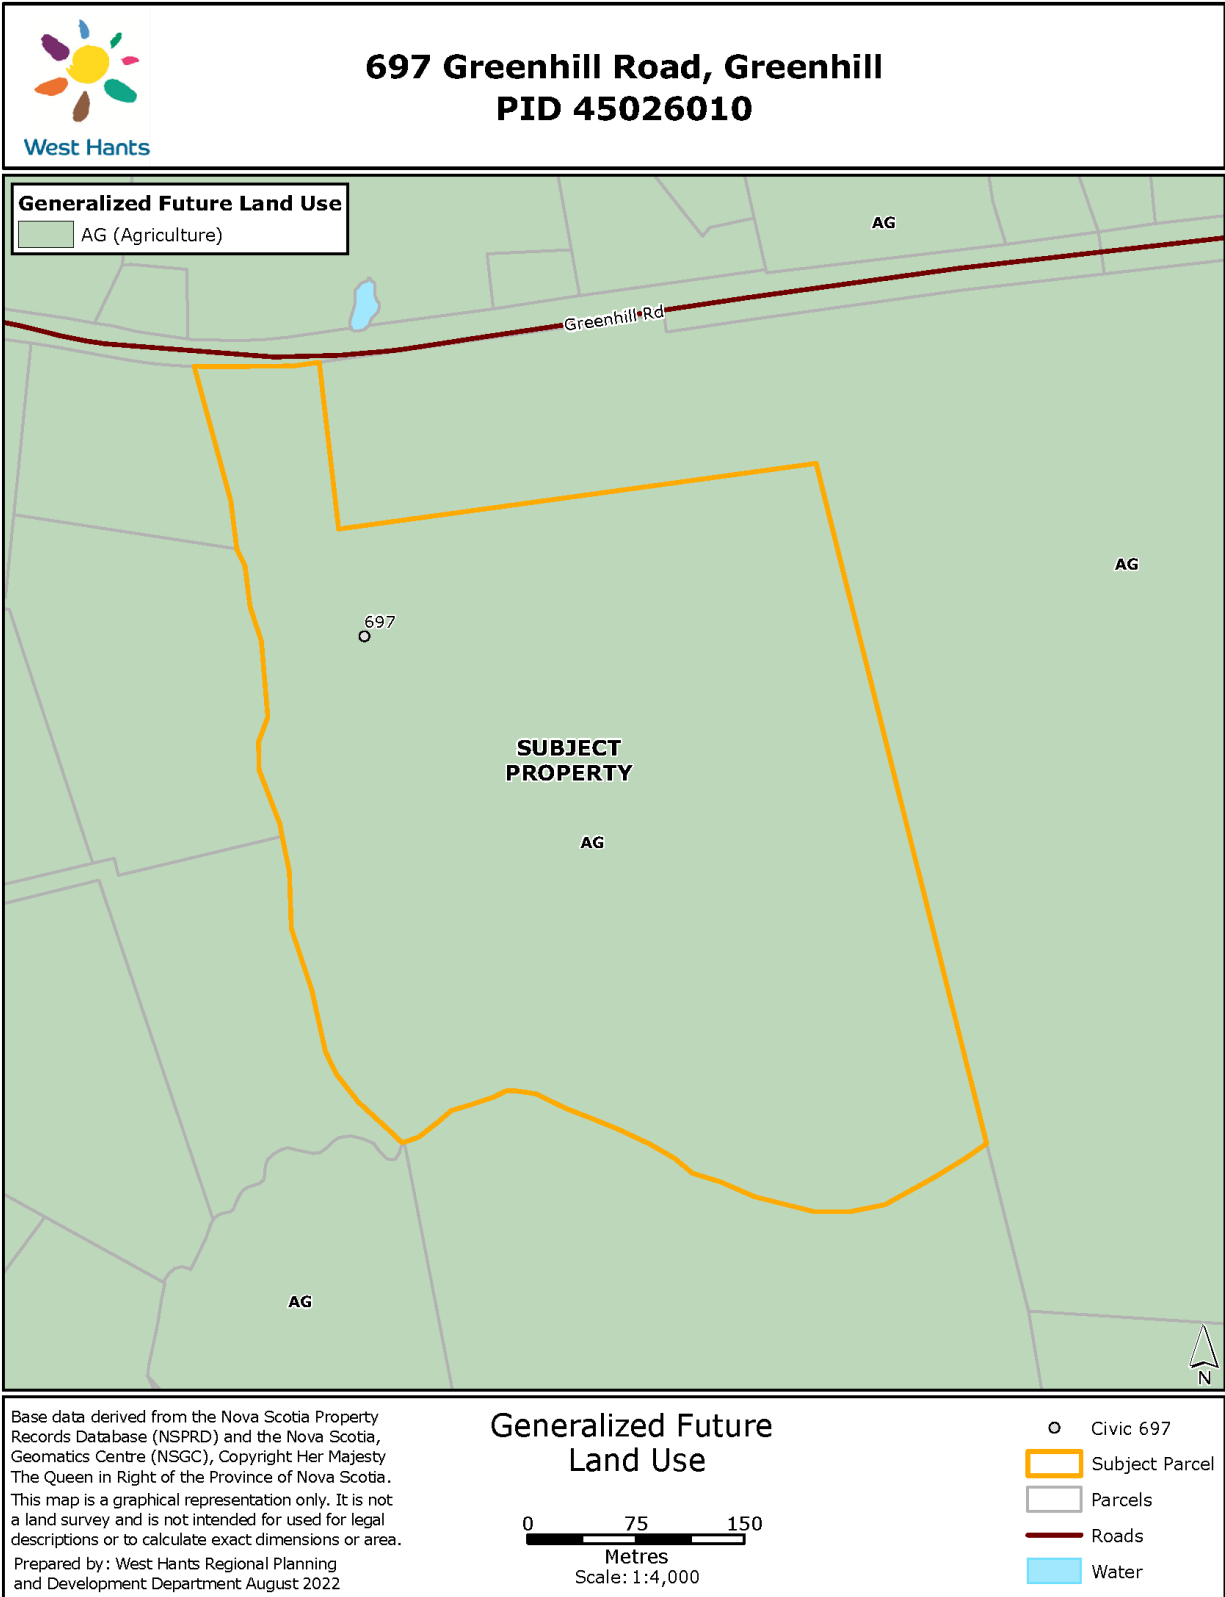 West Hants
697 Greenhill Road, Greenhill
PID 45026010
Generalized Future Land Use
AG (Agriculture)
AG
Greenhill Rd
AG
697
SUBJECT
PROPERTY
AG
AG
N
Base data derived from the Nova Scotia Property
Records Database (NSPRD) and the Nova Scotia,
Geomatics Centre (NSGC), Copyright Her Majesty
The Queen in Right of the Province of Nova Scotia.
This map is a graphical representation only. It is not
a land survey and is not intended for used for legal
descriptions or to calculate exact dimensions or area.
Prepared by: West Hants Regional Planning
and Development Department August 2022
Generalized Future
Land Use
0 75 150
Metres
Scale: 1:4,000
Civic 697
Subject Parcel
Parcels
Roads
Water